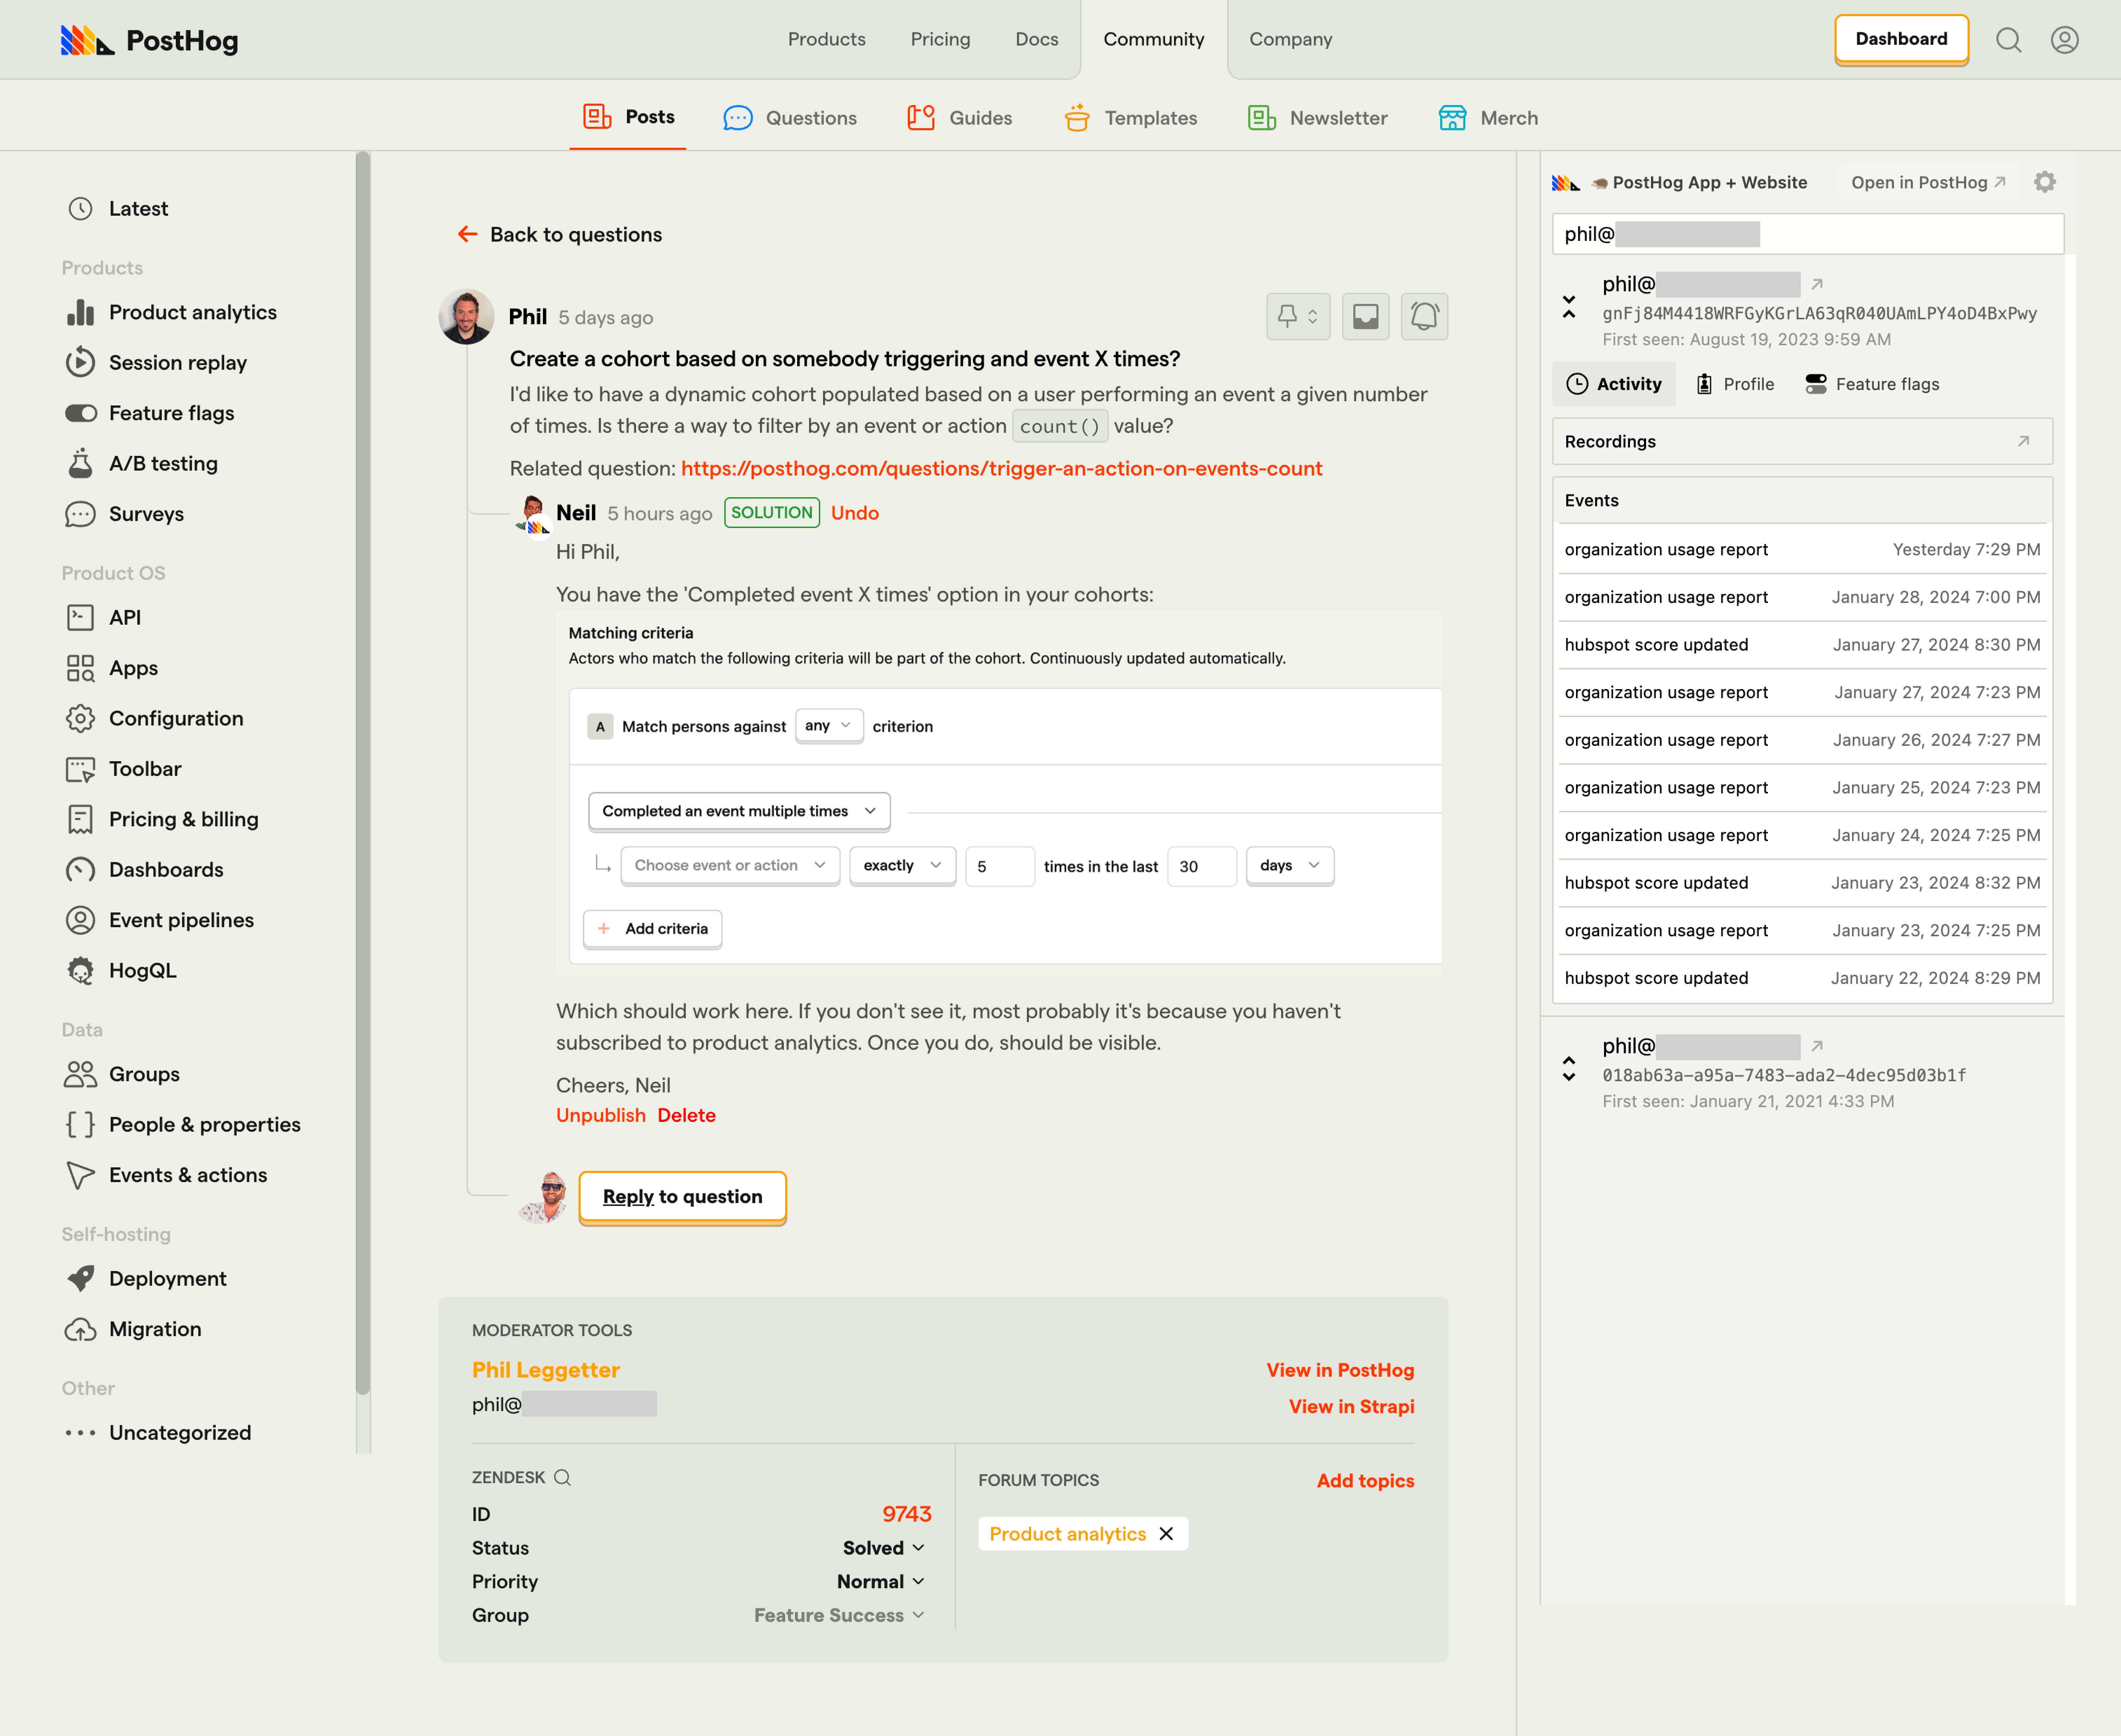 PostHog
Products
Pricing
Docs
Community
Company
Dashboard
Posts
Questions
Guides
Templates
Newsletter
Merch
Latest
Products
Product analytics
Session replay
Feature flags
A/B testing
Surveys
Product OS
API
Apps
Configuration
Toolbar
Pricing & billing
Dashboards
Event pipelines
HogQL
Data
Groups
People & properties
Events & actions
Self-hosting
Deployment
Migration
Other
Uncategorized
Back to questions
Phil 5 days ago
Create a cohort based on somebody triggering and event X times?
I'd like to have a dynamic cohort populated based on a user performing an event a given number
of times. Is there a way to filter by an event or action count() value?
Related question: https://posthog.com/questions/trigger-an-action-on-events-count
Neil 5 hours ago SOLUTION Undo
Hi Phil,
You have the 'Completed event X times' option in your cohorts:
Matching criteria
Actors who match the following criteria will be part of the cohort. Continuously updated automatically.
A Match persons against any criterion
Completed an event multiple times
Choose event or action exactly 5 times in the last 30 days
+ Add criteria
Which should work here. If you don't see it, most probably it's because you haven't
subscribed to product analytics. Once you do, should be visible.
Cheers, Neil
Unpublish Delete
Reply to question
MODERATOR TOOLS
Phil Leggetter
View in PostHog
phil@
View in Strapi
ZENDESK
ID 9743
Status Solved
Priority Normal
Group Feature Success
FORUM TOPICS
Add topics
Product analytics
PostHog App + Website
Open in PostHog
phil@
phil@
gnFj84M4418WRFGyKGrLA63qR040UAmLPY4oD4BxPwy
First seen: August 19, 2023 9:59 AM
Activity
Profile
Feature flags
Recordings
Events
organization usage report Yesterday 7:29 PM
organization usage report January 28, 2024 7:00 PM
hubspot score updated January 27, 2024 8:30 PM
organization usage report January 27, 2024 7:23 PM
organization usage report January 26, 2024 7:27 PM
organization usage report January 25, 2024 7:23 PM
organization usage report January 24, 2024 7:25 PM
hubspot score updated January 23, 2024 8:32 PM
organization usage report January 23, 2024 7:25 PM
hubspot score updated January 22, 2024 8:29 PM
phil@
018ab63a-a95a-7483-ada2-4dec95d03b1f
First seen: January 21, 2021 4:33 PM